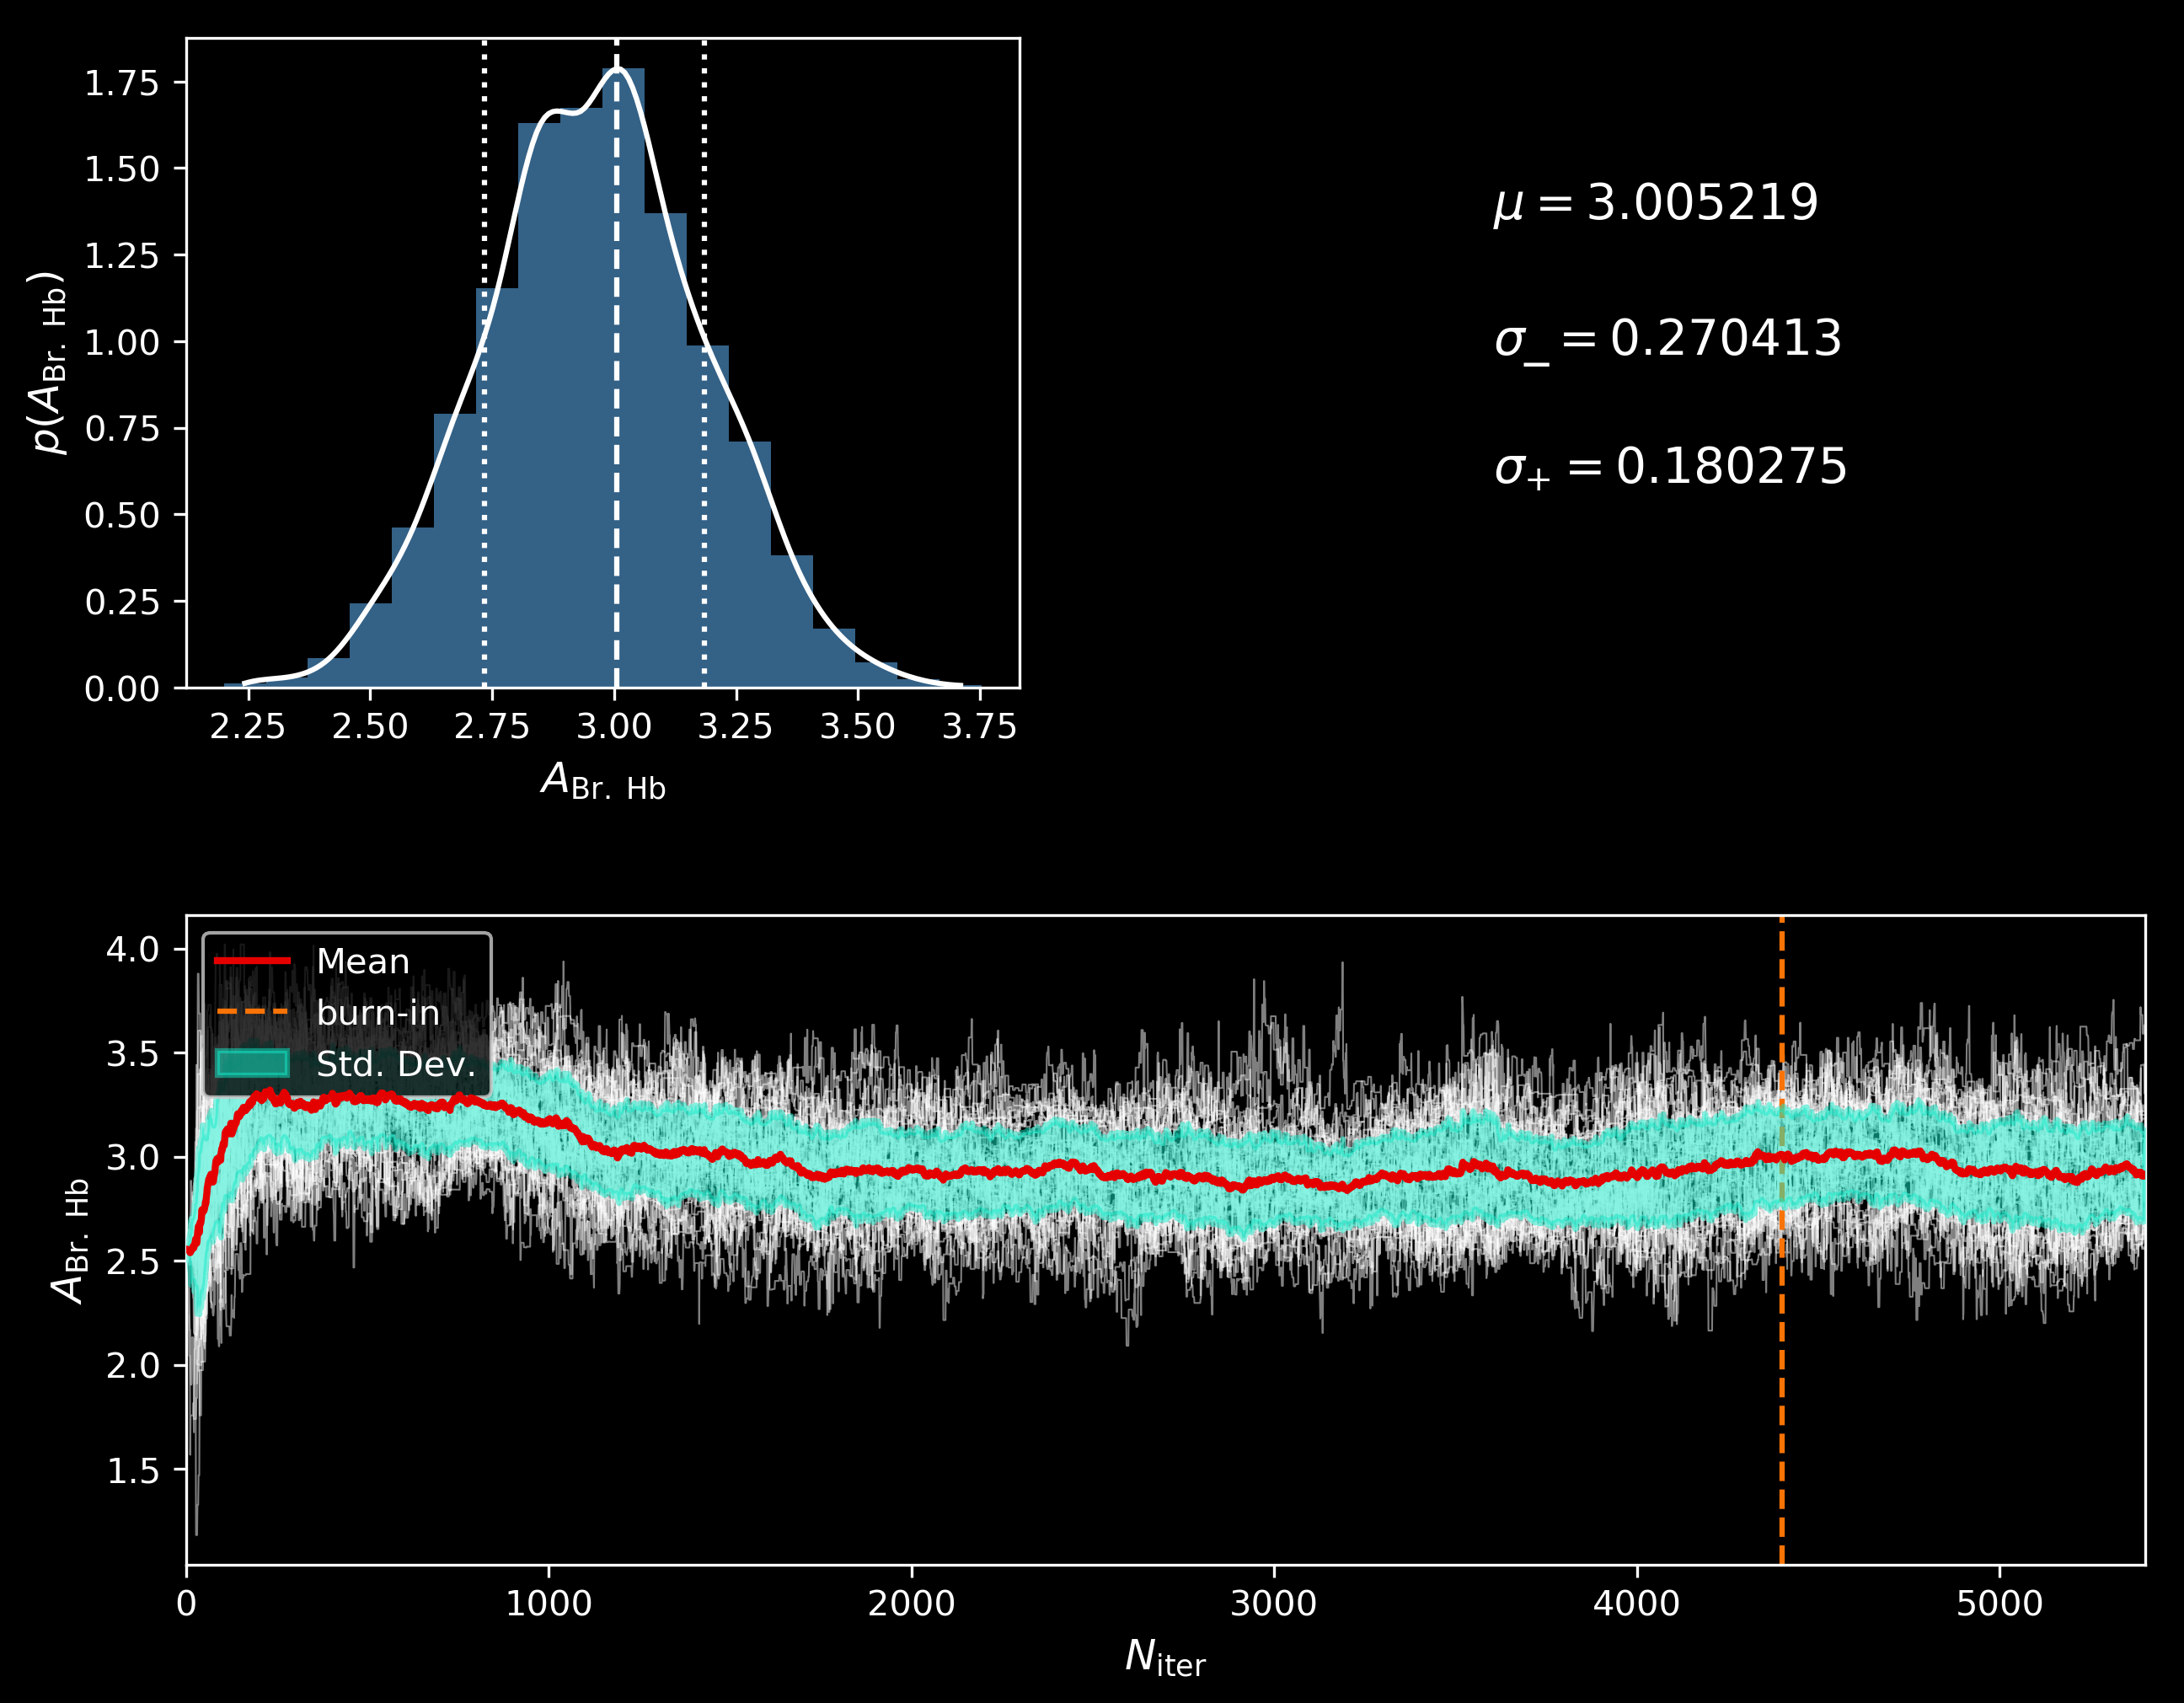 1.75
1.50
1.25
1.00
0.75
0.50
0.25
0.00
p(A_Br. Hb)
2.25 2.50 2.75 3.00 3.25 3.50 3.75
A_Br. Hb
μ = 3.005219
σ_− = 0.270413
σ_+ = 0.180275
4.0
3.5
3.0
2.5
2.0
1.5
A_Br. Hb
Mean
burn-in
Std. Dev.
0 1000 2000 3000 4000 5000
N_iter